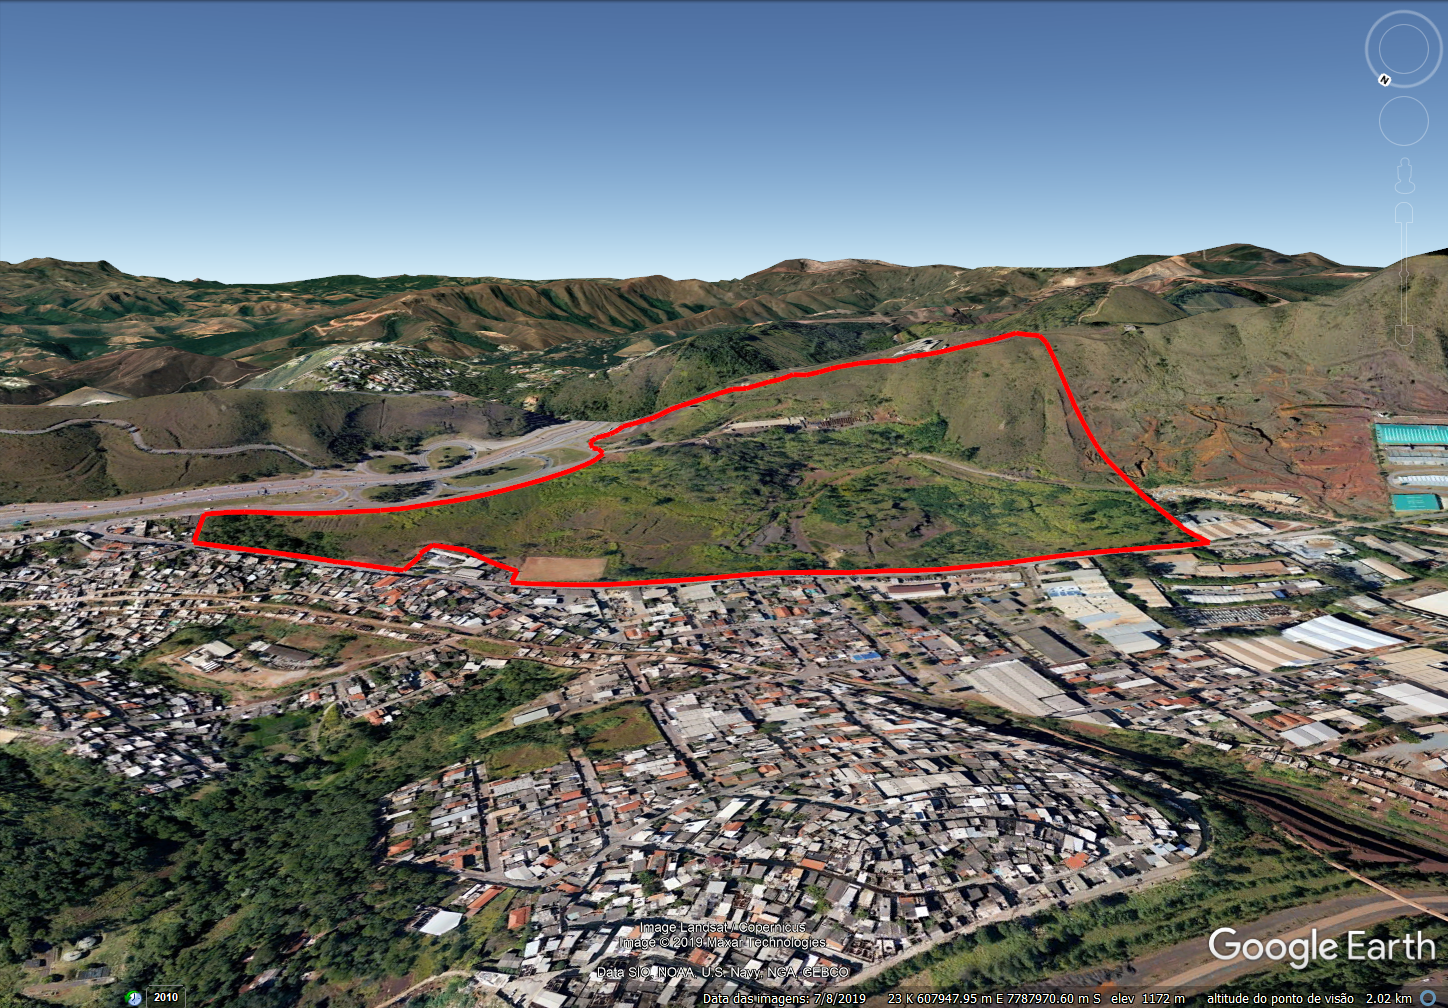 N
Image Landsat / Copernicus
Image © 2019 Maxar Technologies
Data SIO, NOAA, U.S. Navy, NGA, GEBCO
Google Earth
2010
Data das imagens: 7/8/2019 23 K 607947.95 m E 7787970.60 m S elev 1172 m altitude do ponto de visão 2.02 km